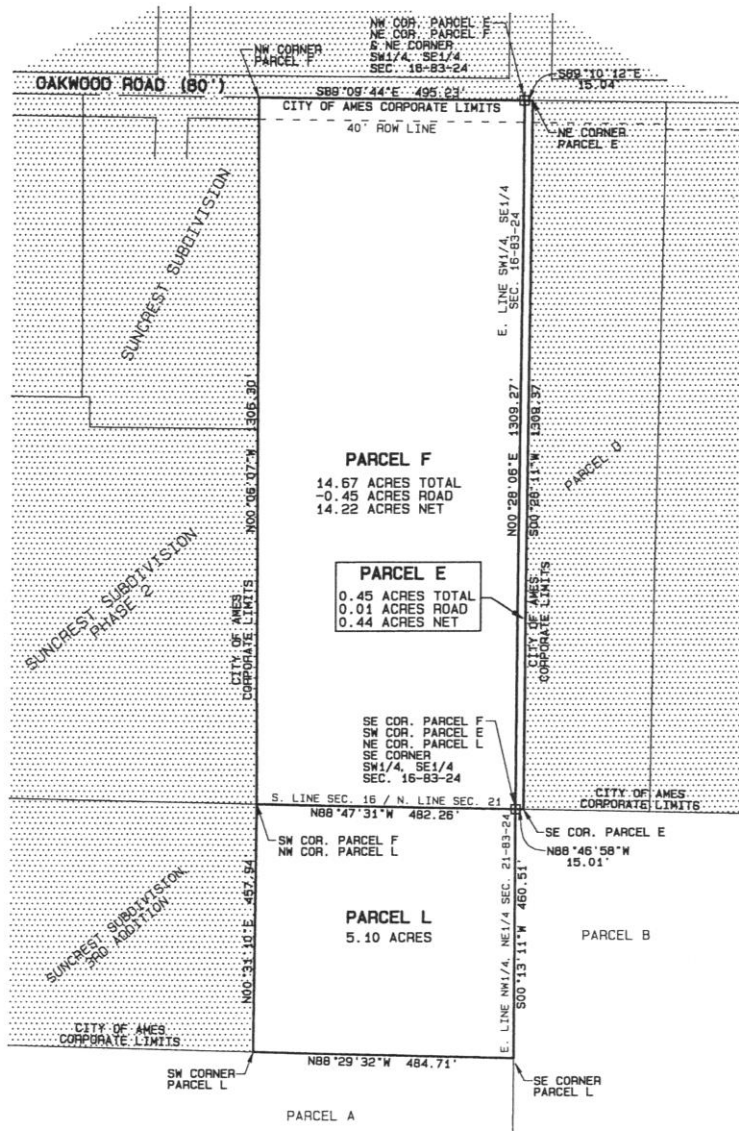 NW COR. PARCEL E
NE COR. PARCEL F
& NE CORNER
SW1/4, SE1/4
SEC. 16-83-24
NW CORNER
PARCEL F
OAKWOOD ROAD (80')
S89°09'44"E 495.23'
S89°10'12"E
15.04'
CITY OF AMES CORPORATE LIMITS
40' ROW LINE
NE CORNER
PARCEL E
SUNCREST SUBDIVISION
E. LINE SW1/4, SE1/4
SEC. 16-83-24
N00°06'07"W 1306.30'
N00°28'06"E 1309.27'
S00°28'11"W 1309.37
PARCEL D
PARCEL F
14.67 ACRES TOTAL
-0.45 ACRES ROAD
14.22 ACRES NET
PARCEL E
0.45 ACRES TOTAL
0.01 ACRES ROAD
0.44 ACRES NET
SUNCREST SUBDIVISION
PHASE 2
CITY OF AMES
CORPORATE LIMITS
CITY OF AMES
CORPORATE LIMITS
SE COR. PARCEL F
SW COR. PARCEL E
NE COR. PARCEL L
SE CORNER
SW1/4, SE1/4
SEC. 16-83-24
S. LINE SEC. 16 / N. LINE SEC. 21
N88°47'31"W 482.26'
CITY OF AMES
CORPORATE LIMITS
SW COR. PARCEL F
NW COR. PARCEL L
SE COR. PARCEL E
N88°46'58"W
15.01'
SUNCREST SUBDIVISION
3RD ADDITION
N00°31'10"E 457.94
PARCEL L
5.10 ACRES
E. LINE NW1/4, NE1/4 SEC. 21-83-24
S00°13'11"W 460.51'
PARCEL B
CITY OF AMES
CORPORATE LIMITS
N88°29'32"W 484.71'
SW CORNER
PARCEL L
SE CORNER
PARCEL L
PARCEL A